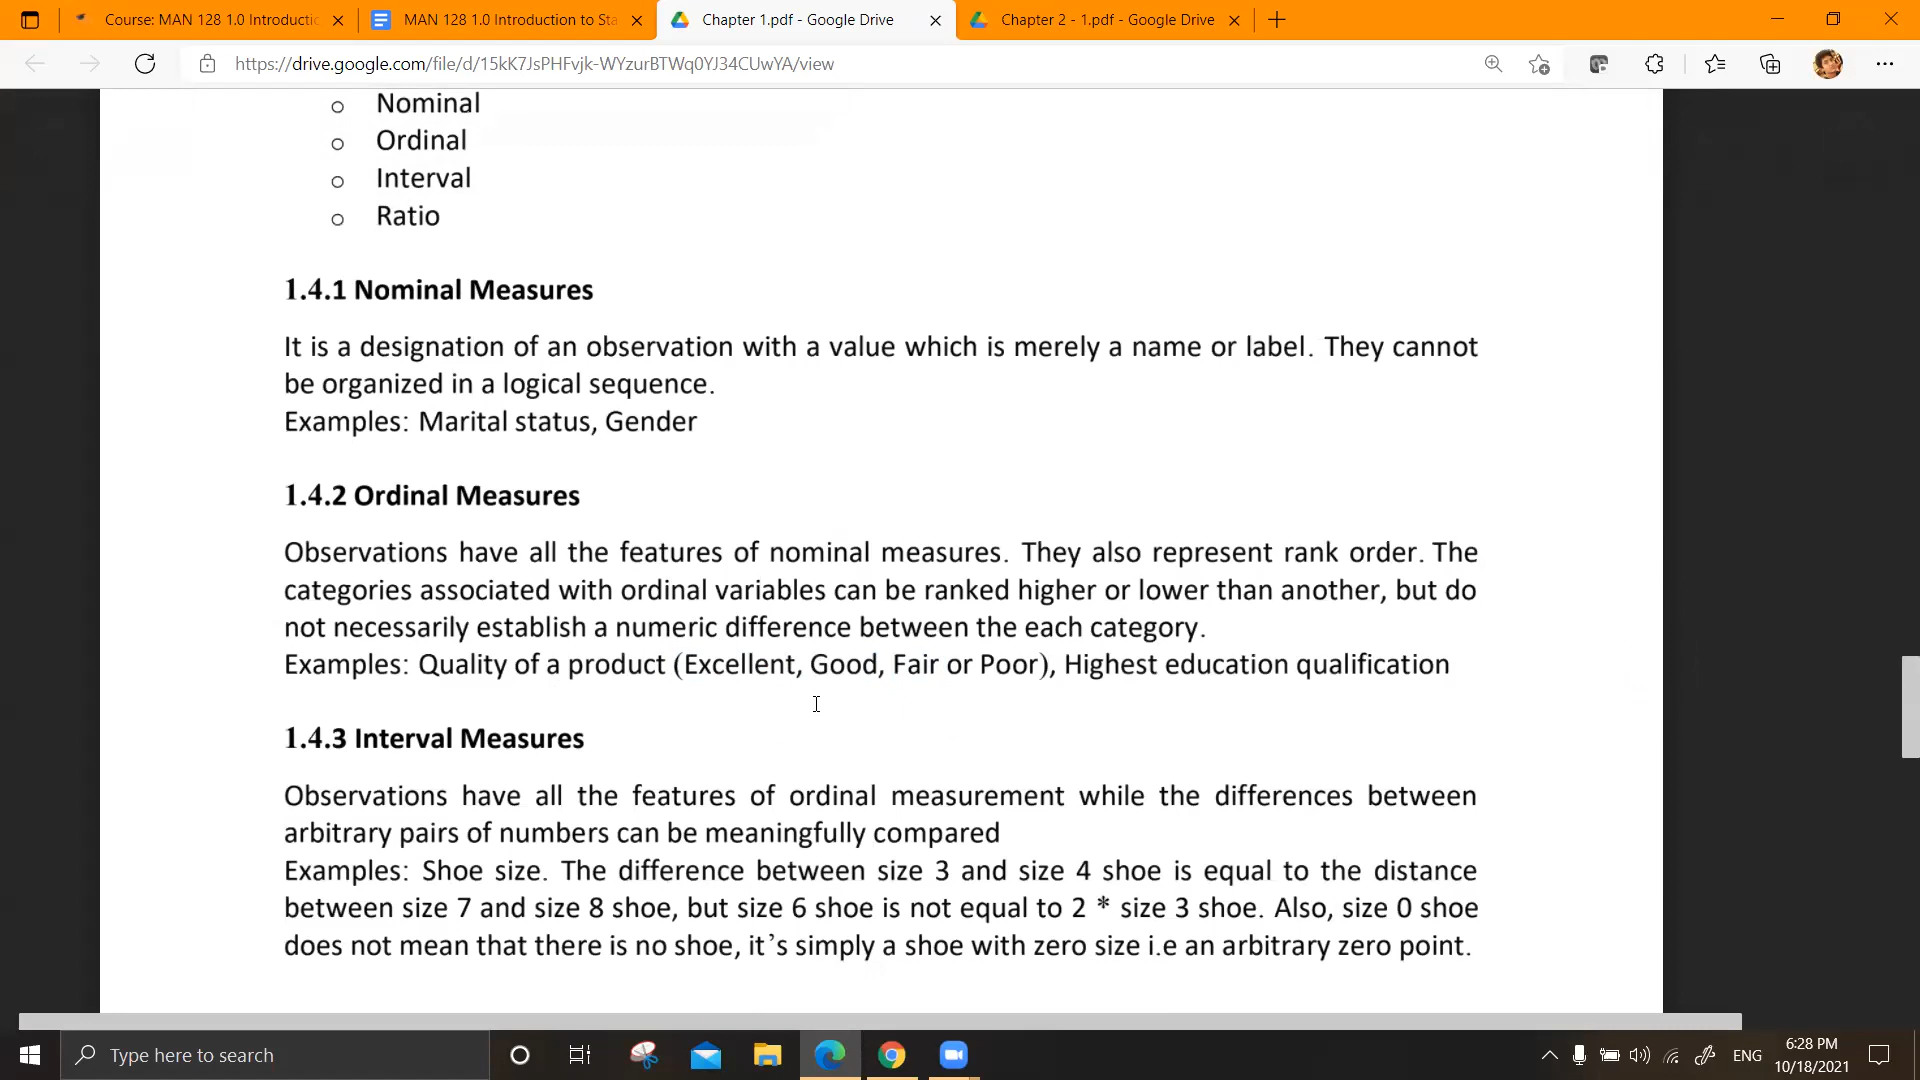 Course: MAN 128 1.0 Introductic
MAN 128 1.0 Introduction to Sta
Chapter 1.pdf - Google Drive
Chapter 2 - 1.pdf - Google Drive
https://drive.google.com/file/d/15kK7JsPHFvjk-WYzurBTWq0YJ34CUwYA/view
Nominal
Ordinal
Interval
Ratio
1.4.1 Nominal Measures
It is a designation of an observation with a value which is merely a name or label. They cannot
be organized in a logical sequence.
Examples: Marital status, Gender
1.4.2 Ordinal Measures
Observations have all the features of nominal measures. They also represent rank order. The
categories associated with ordinal variables can be ranked higher or lower than another, but do
not necessarily establish a numeric difference between the each category.
Examples: Quality of a product (Excellent, Good, Fair or Poor), Highest education qualification
1.4.3 Interval Measures
Observations have all the features of ordinal measurement while the differences between
arbitrary pairs of numbers can be meaningfully compared
Examples: Shoe size. The difference between size 3 and size 4 shoe is equal to the distance
between size 7 and size 8 shoe, but size 6 shoe is not equal to 2 * size 3 shoe. Also, size 0 shoe
does not mean that there is no shoe, it’s simply a shoe with zero size i.e an arbitrary zero point.
Type here to search
ENG
6:28 PM
10/18/2021